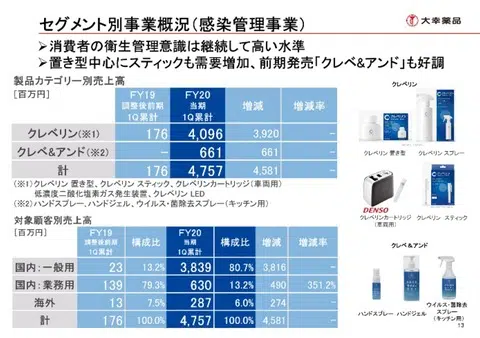 セグメント別事業概況(感染管理事業)
大幸薬品
➢消費者の衛生管理意識は継続して高い水準
➢置き型中心にスティックも需要増加、前期発売「クレベ&アンド」も好調
製品カテゴリー別売上高
[百万円] FY19 調整後前期 1Q累計 FY20 当期 1Q累計 増減 増減率
クレベリン(※1) 176 4,096 3,920 –
クレベ&アンド(※2) – 661 661 –
計 176 4,757 4,581 –
(※1)クレベリン 置き型、クレベリン スティック、クレベリンカートリッジ(車両用)
低濃度二酸化塩素ガス発生装置、クレベリン LED
(※2)ハンドスプレー、ハンドジェル、ウイルス・菌除去スプレー(キッチン用)
対象顧客別売上高
[百万円] FY19 調整後前期 1Q累計 構成比 FY20 当期 1Q累計 構成比 増減 増減率
国内:一般用 23 13.2% 3,839 80.7% 3,816 –
国内:業務用 139 79.3% 630 13.2% 490 351.2%
海外 13 7.5% 287 6.0% 274 –
計 176 100.0% 4,757 100.0% 4,581 –
クレベリン
クレベリン 置き型
クレベリン スプレー
DENSO
クレベリンカートリッジ
(車両用)
クレベリン スティック
クレベ&アンド
ハンドスプレー
ハンドジェル
ウイルス・菌除去
スプレー
(キッチン用)
13